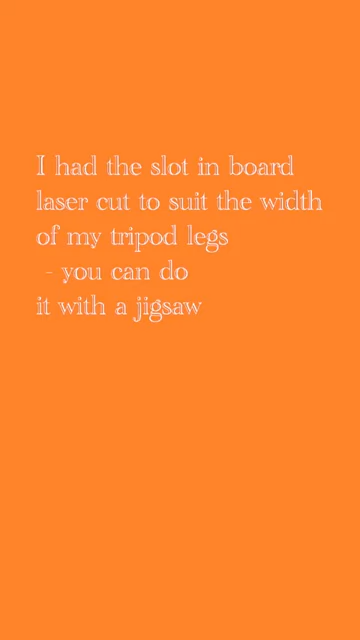 I had the slot in board
laser cut to suit the width
of my tripod legs
- you can do
it with a jigsaw